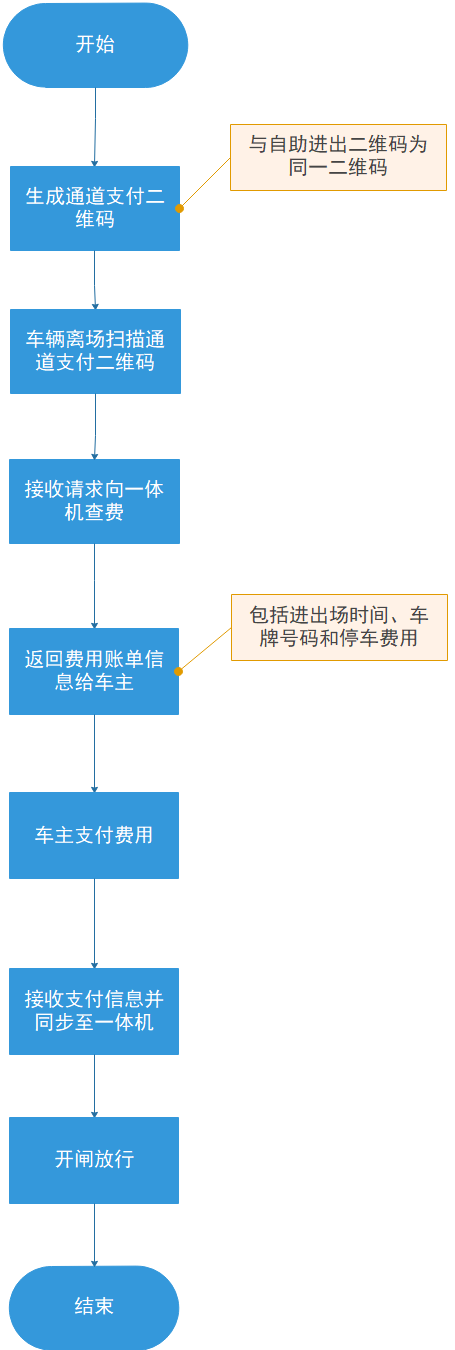 开始
与自助进出二维码为
同一二维码
生成通道支付二
维码
车辆离场扫描通
道支付二维码
接收请求向一体
机查费
包括进出场时间、车
牌号码和停车费用
返回费用账单信
息给车主
车主支付费用
接收支付信息并
同步至一体机
开闸放行
结束